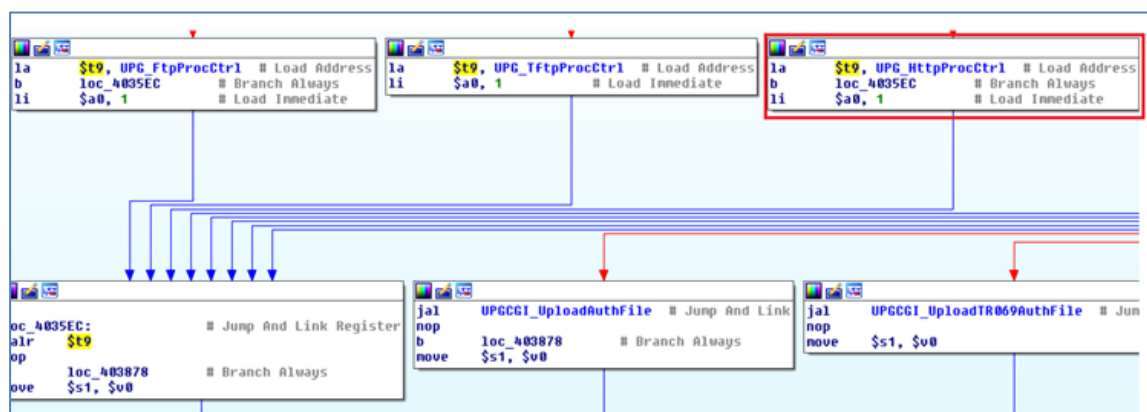 la $t9, UPG_FtpProcCtrl # Load Address
b loc_4035EC # Branch Always
li $a0, 1 # Load Immediate
la $t9, UPG_TftpProcCtrl # Load Address
li $a0, 1 # Load Immediate
la $t9, UPG_HttpProcCtrl # Load Address
b loc_4035EC # Branch Always
li $a0, 1 # Load Immediate
oc_4035EC: # Jump And Link Register
alr $t9
op
loc_403878 # Branch Always
ove $s1, $v0
jal UPGCGI_UploadAuthFile # Jump And Link
nop
b loc_403878 # Branch Always
move $s1, $v0
jal UPGCGI_UploadTR069AuthFile # Jum
nop
move $s1, $v0